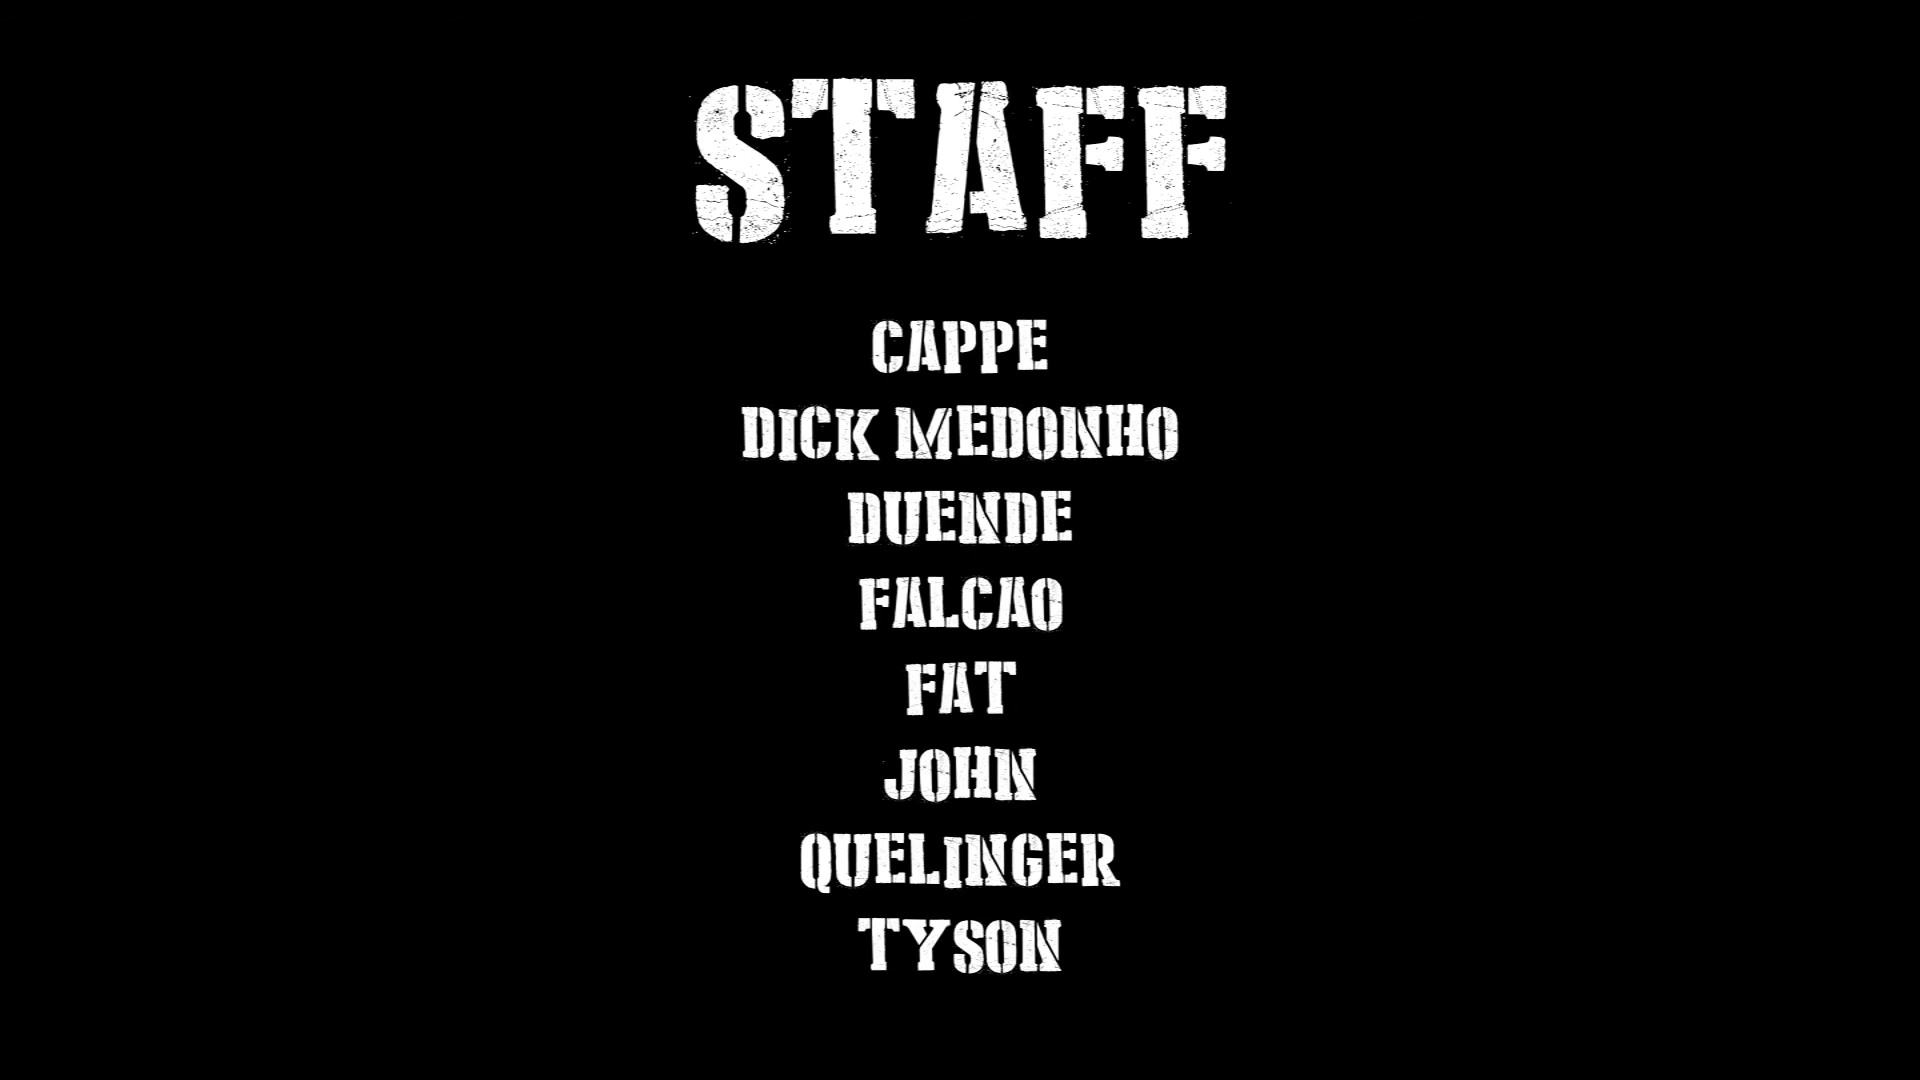 STAFF
CAPPE
DICK MEDONHO
DUENDE
FALCAO
FAT
JOHN
QUELINGER
TYSON